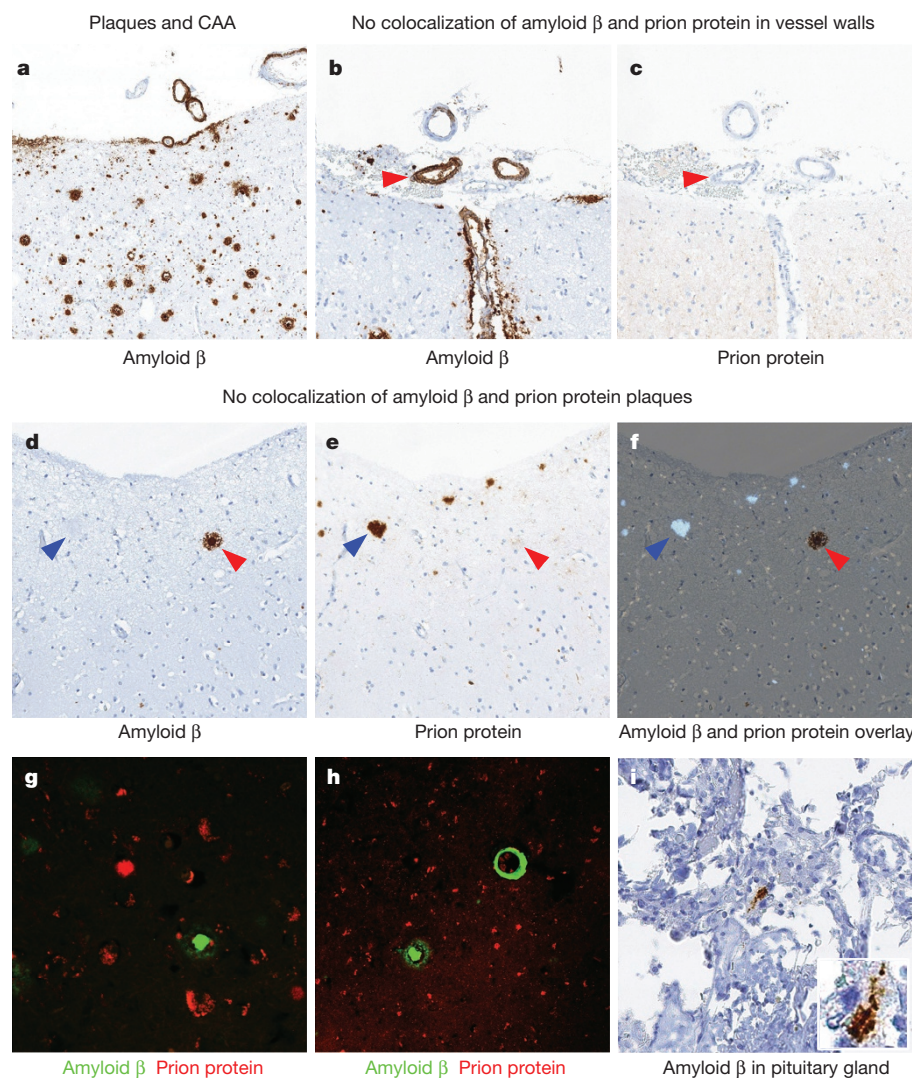 Plaques and CAA
No colocalization of amyloid β and prion protein in vessel walls
a
b
c
Amyloid β
Amyloid β
Prion protein
No colocalization of amyloid β and prion protein plaques
d
e
f
Amyloid β
Prion protein
Amyloid β and prion protein overlay
g
h
i
Amyloid β Prion protein
Amyloid β Prion protein
Amyloid β in pituitary gland